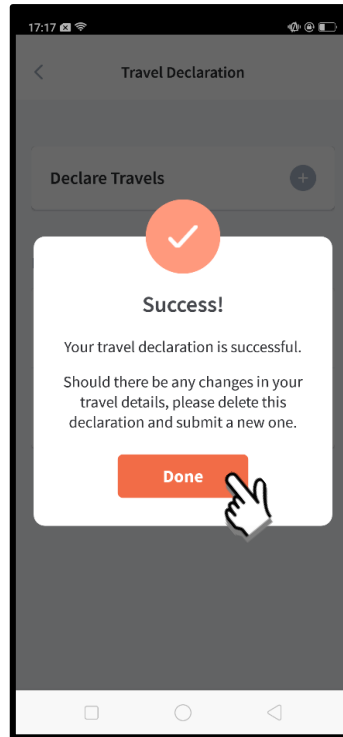 17:17
Travel Declaration
Declare Travels
Success!
Your travel declaration is successful.
Should there be any changes in your
travel details, please delete this
declaration and submit a new one.
Done